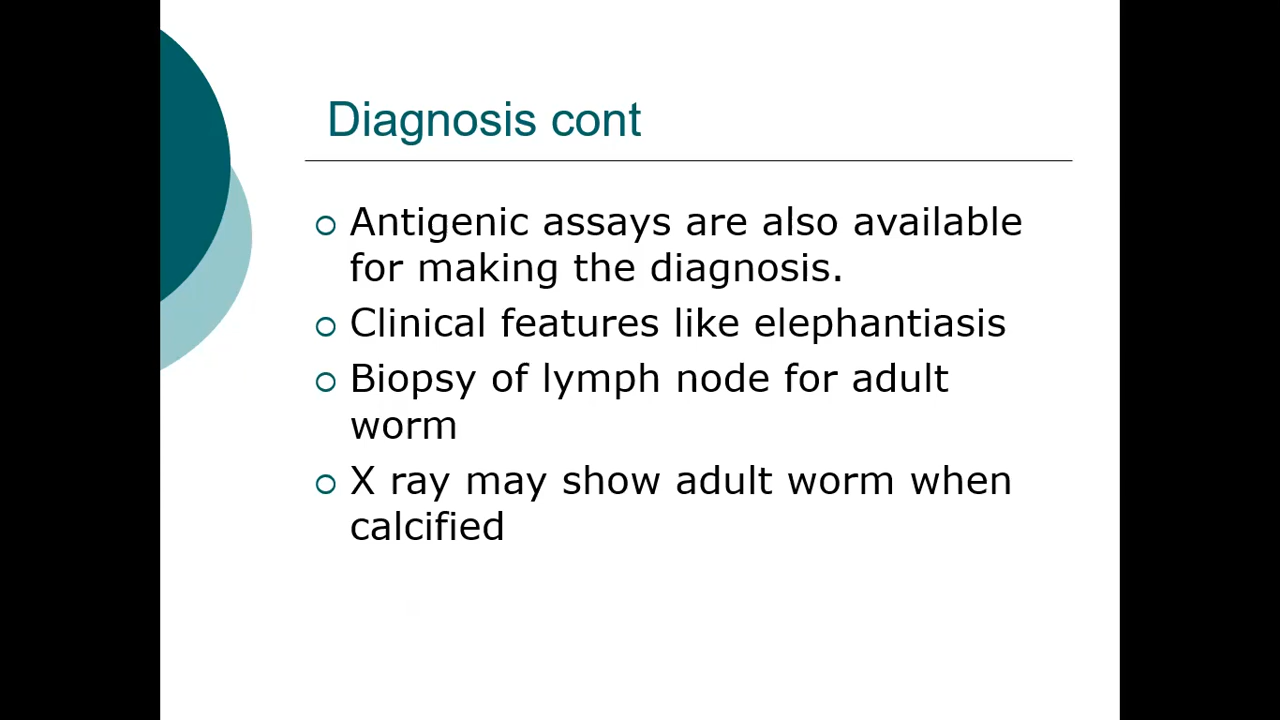 Diagnosis cont
Antigenic assays are also available
for making the diagnosis.
Clinical features like elephantiasis
Biopsy of lymph node for adult
worm
X ray may show adult worm when
calcified